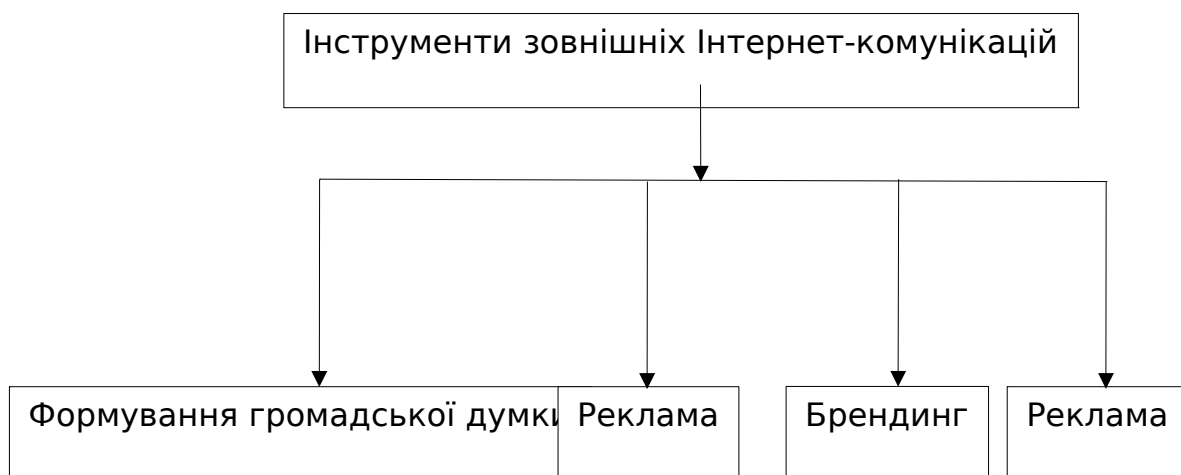 Інструменти зовнішніх Інтернет-комунікацій
Формування громадської думки
Реклама
Брендинг
Реклама